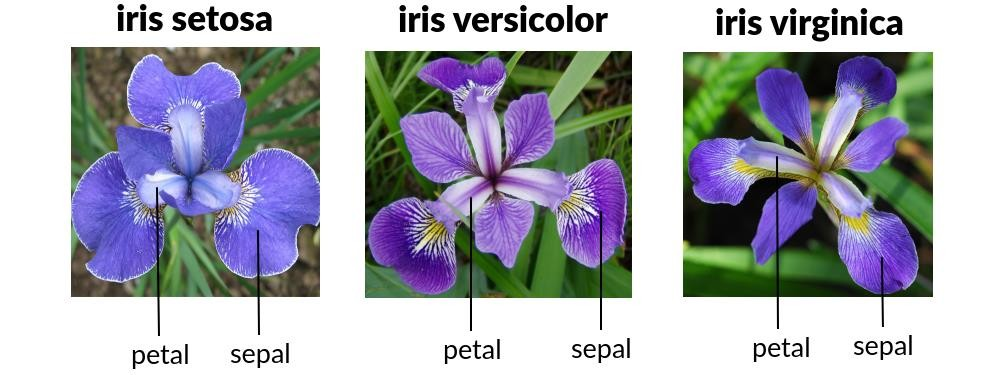 iris setosa
iris versicolor
iris virginica
petal
sepal
petal
sepal
petal
sepal